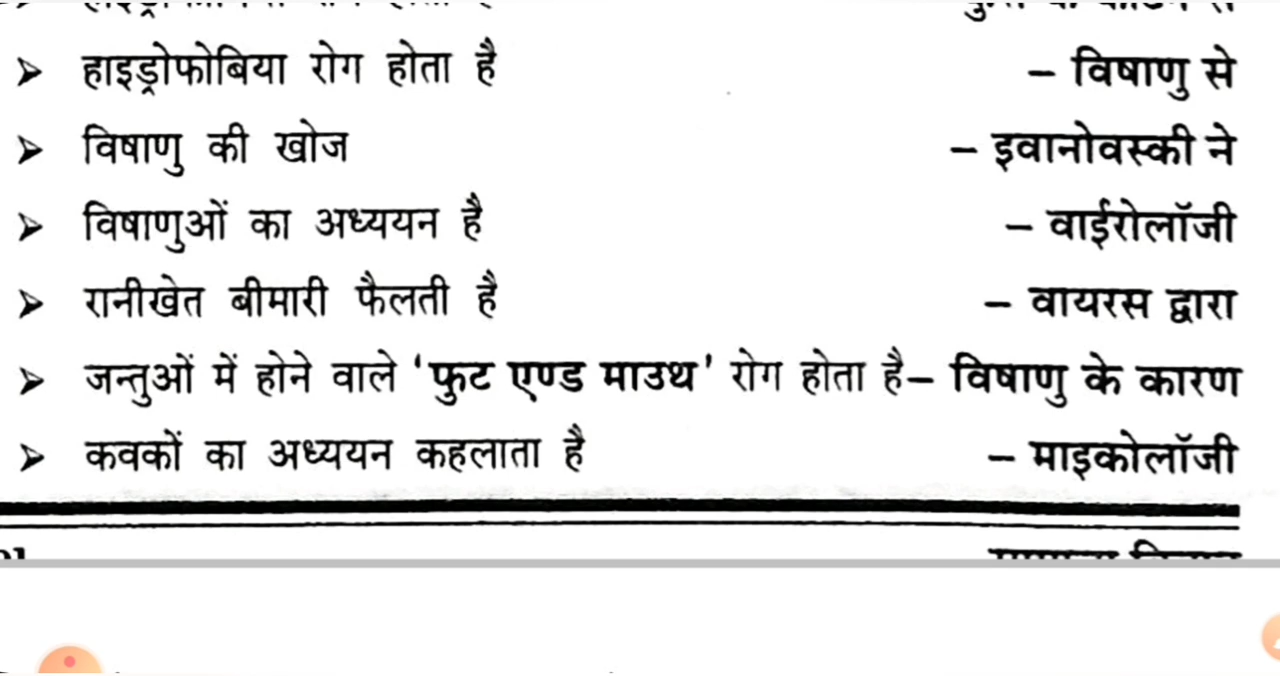 ➤ हाइड्रोफोबिया रोग होता है – विषाणु से
➤ विषाणु की खोज – इवानोवस्की ने
➤ विषाणुओं का अध्ययन है – वाईरोलॉजी
➤ रानीखेत बीमारी फैलती है – वायरस द्वारा
➤ जन्तुओं में होने वाले ‘फुट एण्ड माउथ’ रोग होता है– विषाणु के कारण
➤ कवकों का अध्ययन कहलाता है – माइकोलॉजी